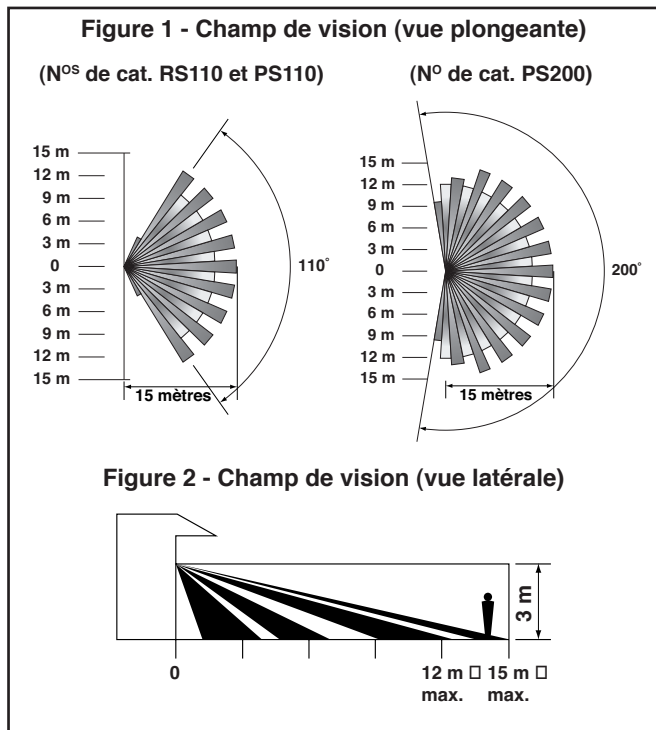 Figure 1 - Champ de vision (vue plongeante)
(NOS de cat. RS110 et PS110)
(NO de cat. PS200)
15 m
12 m
9 m
6 m
3 m
0
3 m
6 m
9 m
12 m
15 m
110°
15 mètres
15 m
12 m
9 m
6 m
3 m
0
3 m
6 m
9 m
12 m
15 m
200°
15 mètres
Figure 2 - Champ de vision (vue latérale)
3 m
0
12 m □ 15 m □
max. max.